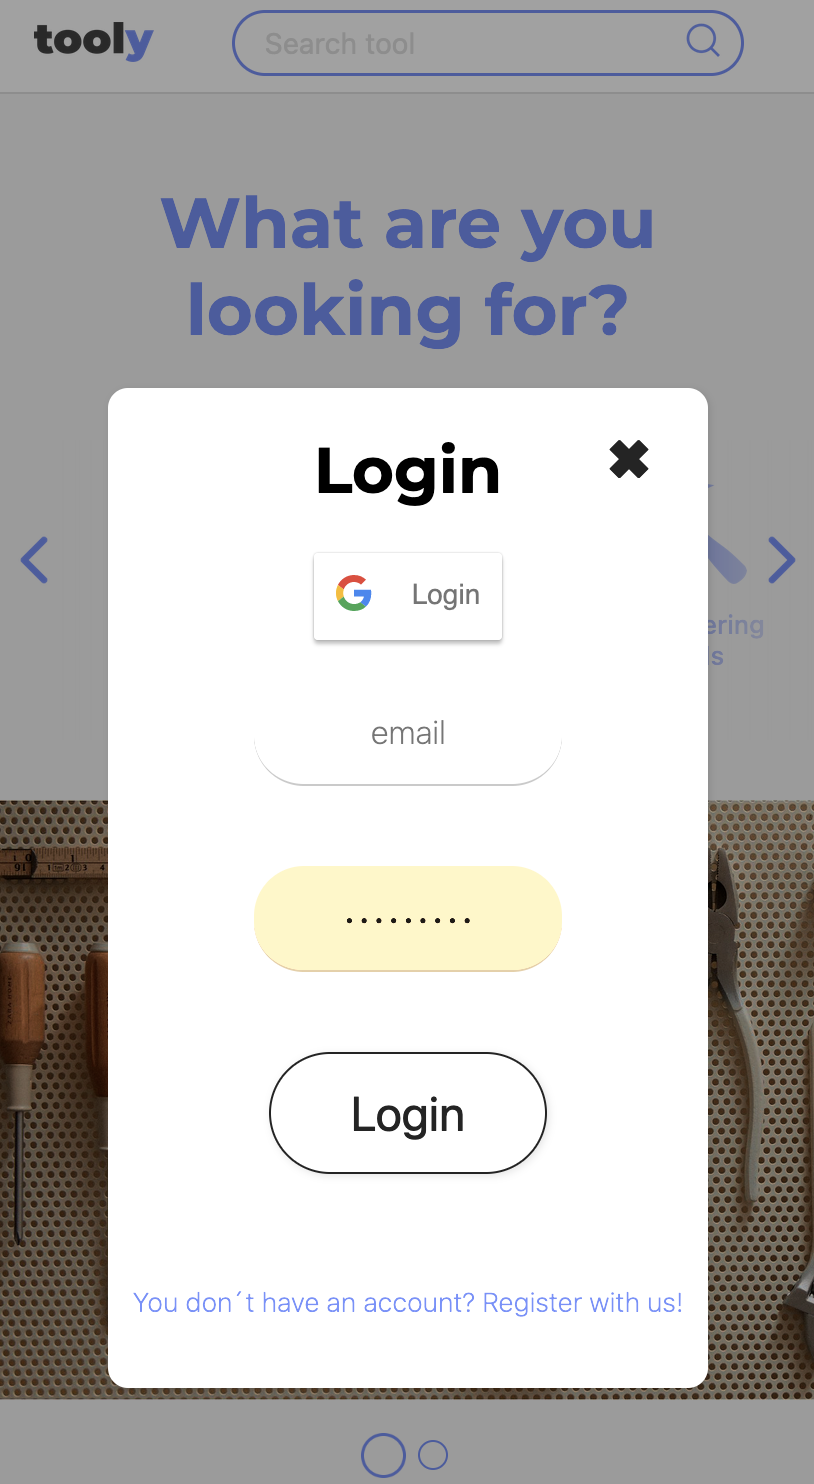 tooly
Search tool
What are you
looking for?
Login
Login
ering
s
email
•••••••••
Login
You don´t have an account? Register with us!